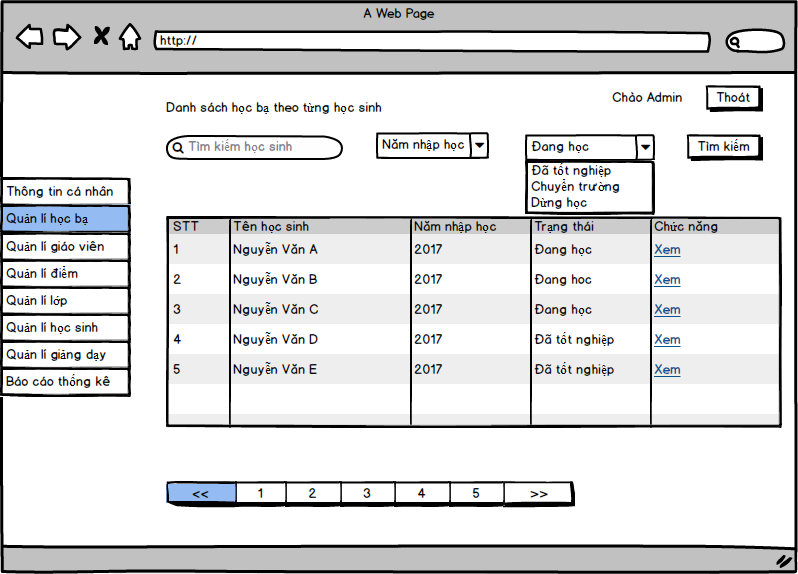 A Web Page
http://
Chào Admin
Thoát
Danh sách học bạ theo từng học sinh
Tìm kiếm học sinh
Năm nhập học
Đang học
Tìm kiếm
Đã tốt nghiệp
Chuyển trường
Dừng học
Thông tin cá nhân
Quản lí học bạ
Quản lí giáo viên
Quản lí điểm
Quản lí lớp
Quản lí học sinh
Quản lí giảng dạy
Báo cáo thống kê
STT Tên học sinh Năm nhập học Trạng thái Chức năng
1 Nguyễn Văn A 2017 Đang học Xem
2 Nguyễn Văn B 2017 Đang hoc Xem
3 Nguyễn Văn C 2017 Đang học Xem
4 Nguyễn Văn D 2017 Đã tốt nghiệp Xem
5 Nguyễn Văn E 2017 Đã tốt nghiệp Xem
<< 1 2 3 4 5 >>